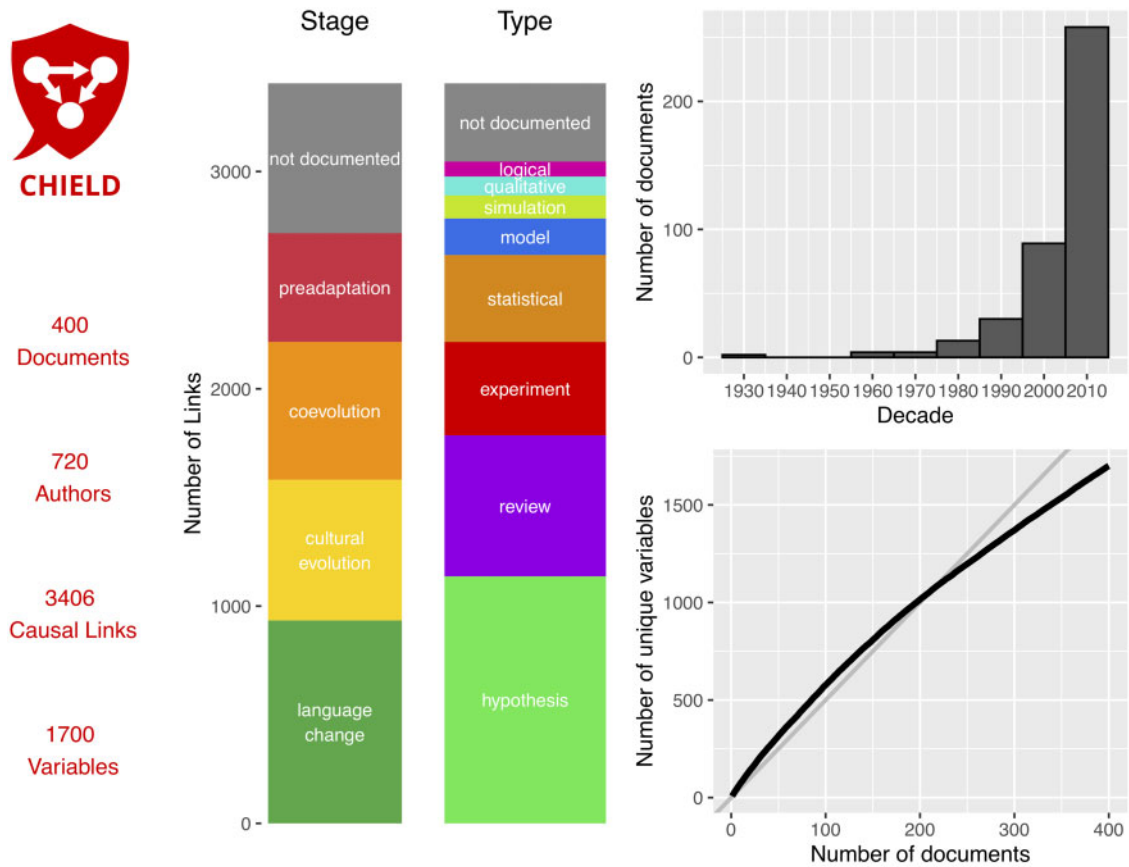 CHIELD
400
Documents
720
Authors
3406
Causal Links
1700
Variables
Stage
Type
Number of Links
3000
2000
1000
0
not documented
preadaptation
coevolution
cultural
evolution
language
change
not documented
logical
qualitative
simulation
model
statistical
experiment
review
hypothesis
Number of documents
200
100
0
1930 1940 1950 1960 1970 1980 1990 2000 2010
Decade
Number of unique variables
1500
1000
500
0
0 100 200 300 400
Number of documents